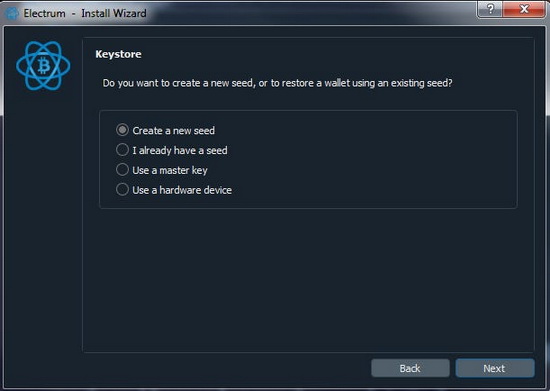 Electrum - Install Wizard
Keystore
Do you want to create a new seed, or to restore a wallet using an existing seed?
Create a new seed
I already have a seed
Use a master key
Use a hardware device
Back
Next